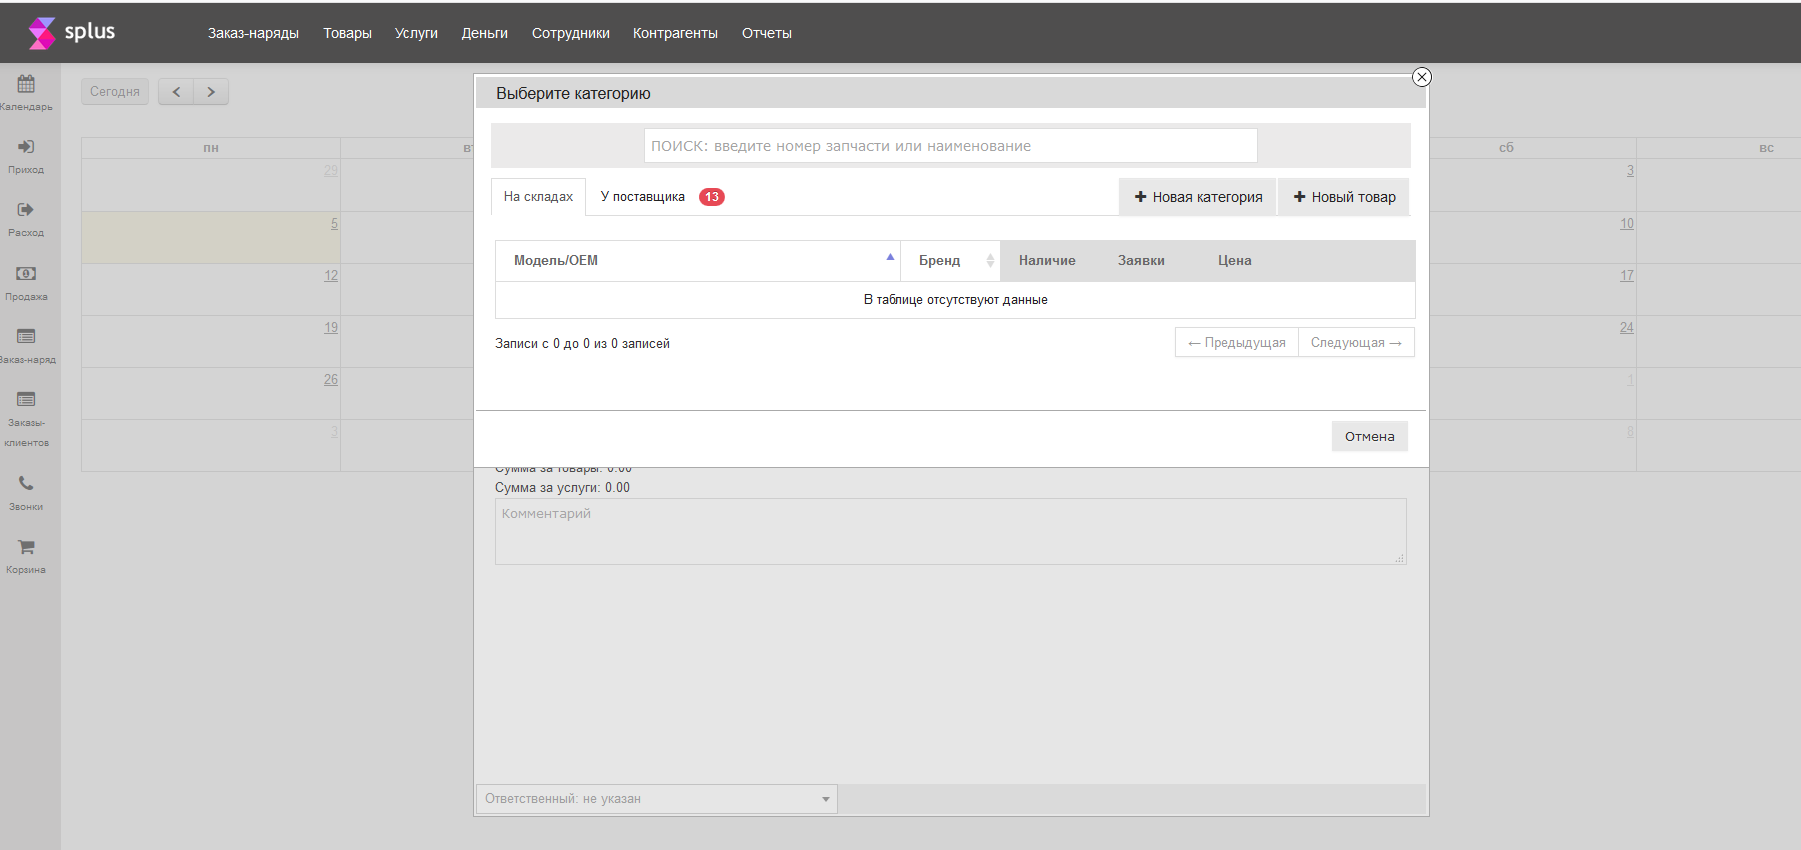 splus
Заказ-наряды Товары Услуги Деньги Сотрудники Контрагенты Отчеты
Календарь
Приход
Расход
Продажа
Заказ-наряд
Заказы-
клиентов
Звонки
Корзина
Сегодня
пн вт сб вс
29 3
5 10
12 17
19 24
26 1
3 8
Выберите категорию
ПОИСК: введите номер запчасти или наименование
На складах У поставщика 13 Новая категория Новый товар
Модель/OEM Бренд Наличие Заявки Цена
В таблице отсутствуют данные
Записи с 0 до 0 из 0 записей
← Предыдущая Следующая →
Отмена
Сумма за товары: 0.00
Сумма за услуги: 0.00
Комментарий
Ответственный: не указан